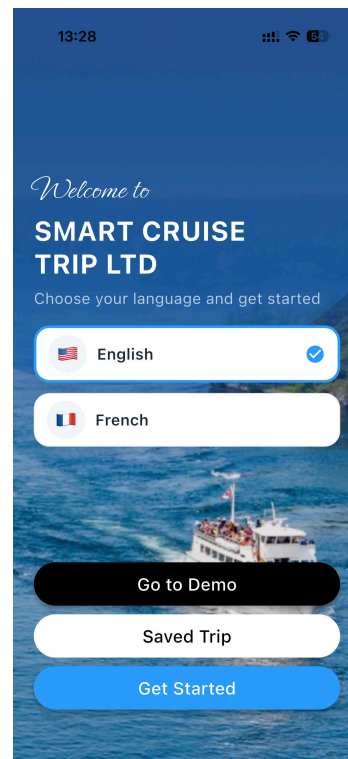 13:28
54
Welcome to
SMART CRUISE
TRIP LTD
Choose your language and get started
English
French
Go to Demo
Saved Trip
Get Started